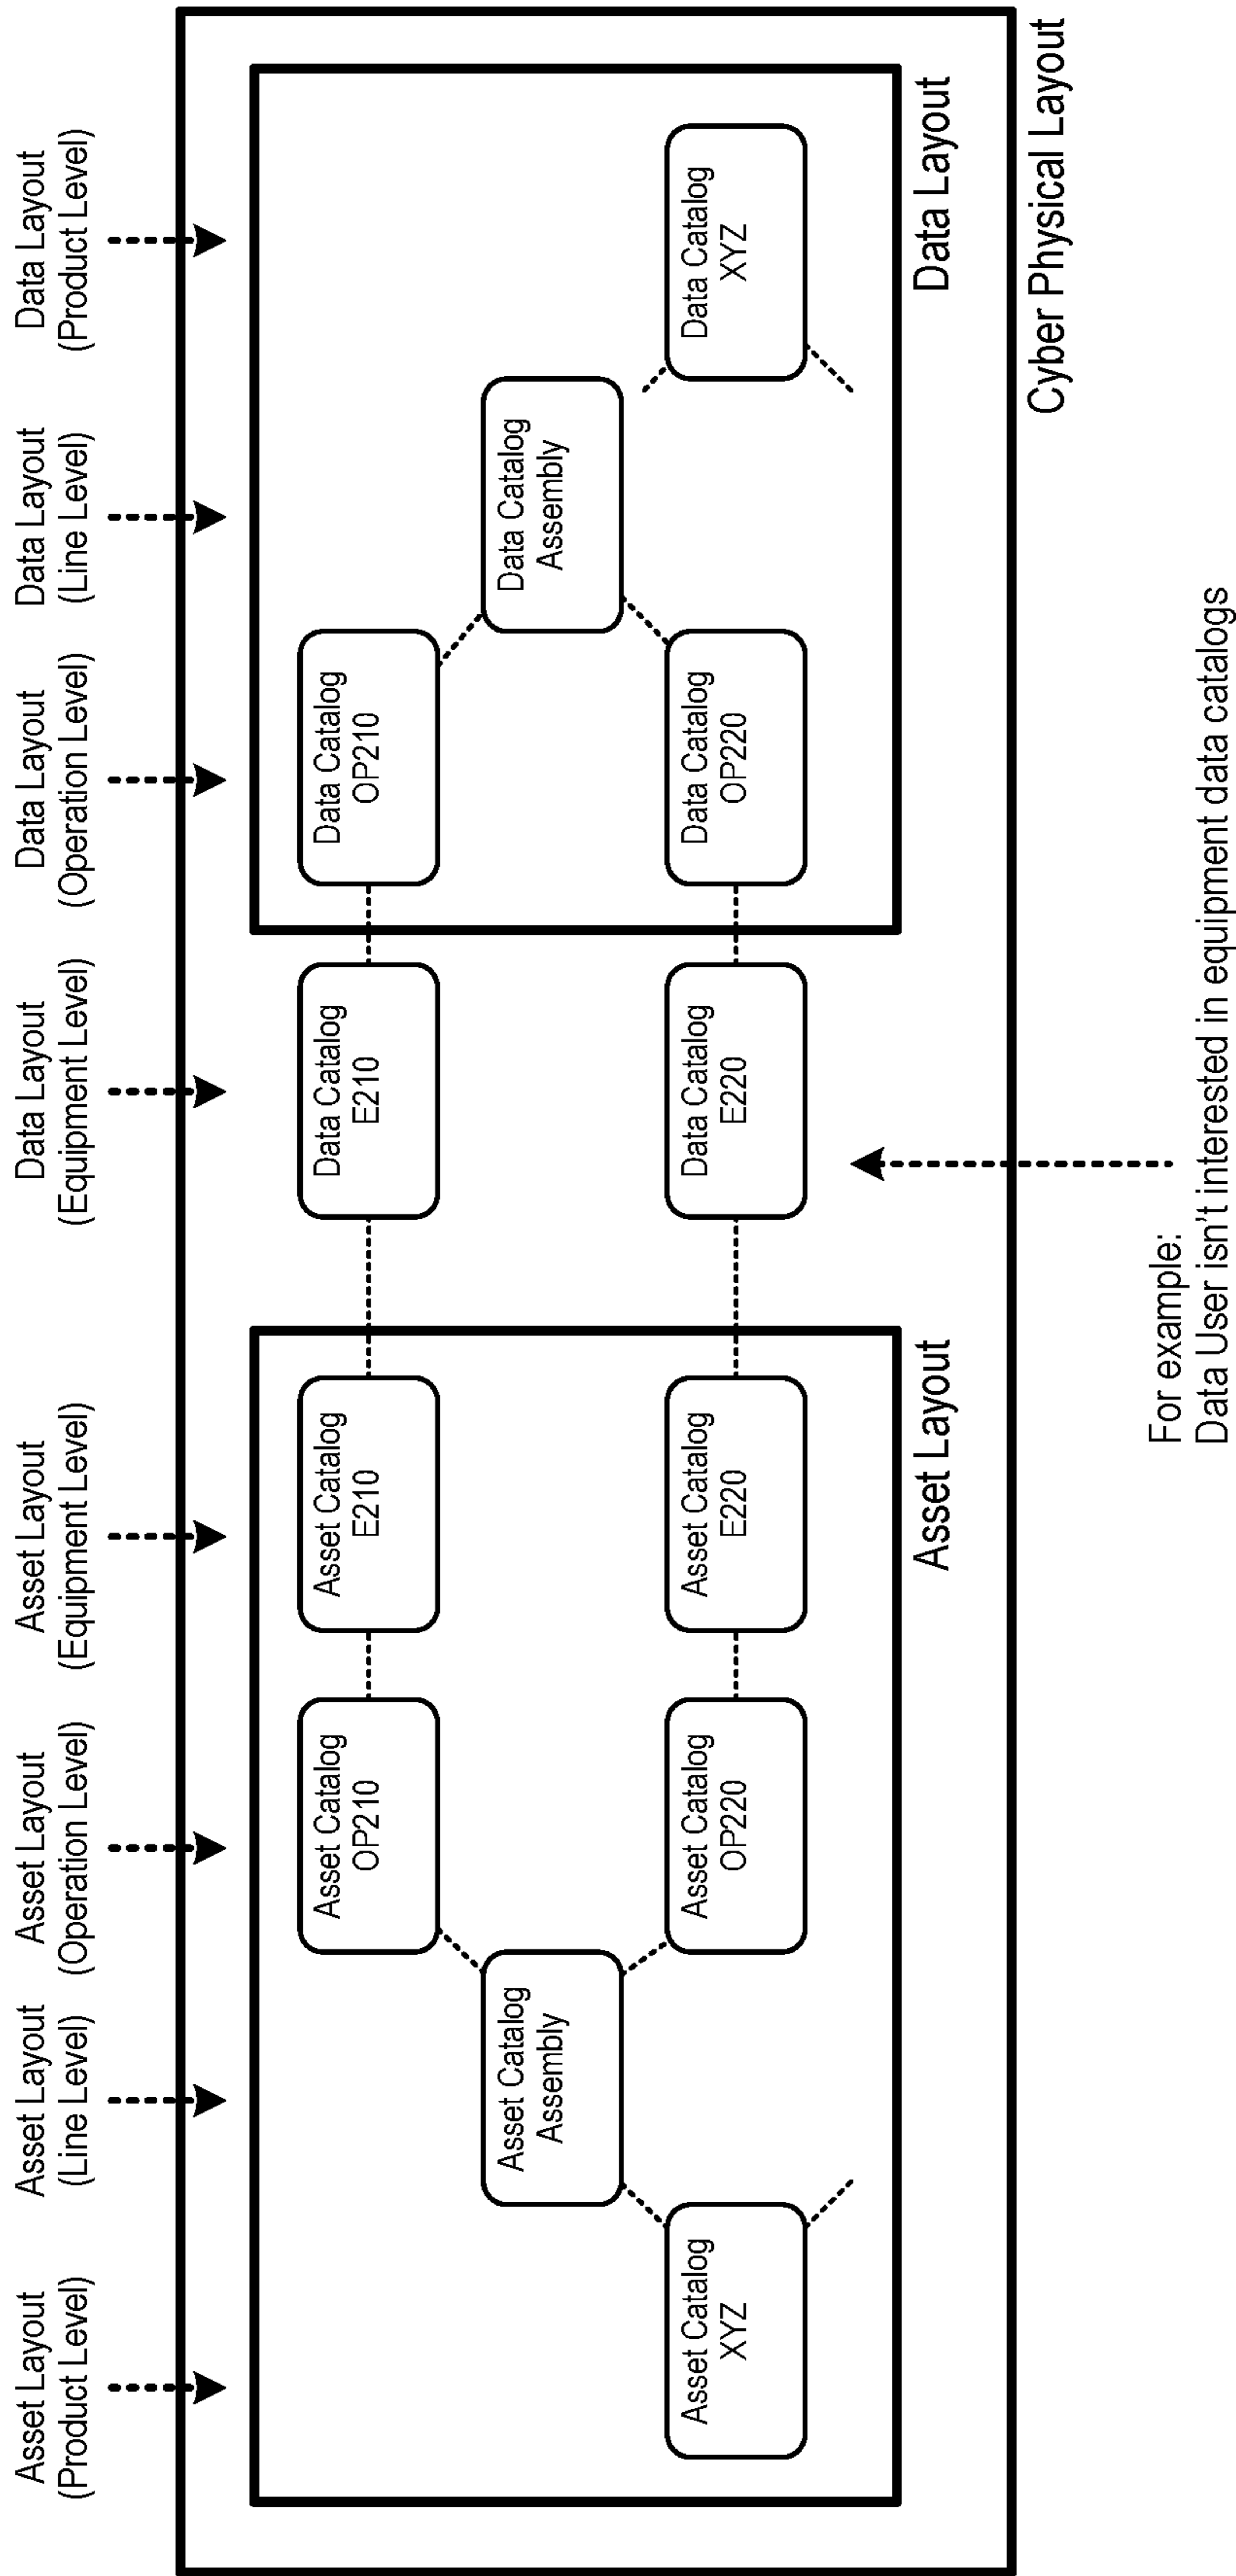 Asset Layout
(Product Level)
Asset Layout
(Line Level)
Asset Layout
(Operation Level)
Asset Layout
(Equipment Level)
Data Layout
(Equipment Level)
Data Layout
(Operation Level)
Data Layout
(Line Level)
Data Layout
(Product Level)
Asset Catalog
OP210
Asset Catalog
E210
Data Catalog
E210
Data Catalog
OP210
Asset Catalog
Assembly
Data Catalog
Assembly
Asset Catalog
XYZ
Asset Catalog
OP220
Asset Catalog
E220
Data Catalog
E220
Data Catalog
OP220
Data Catalog
XYZ
Asset Layout
Data Layout
Cyber Physical Layout
For example:
Data User isn't interested in equipment data catalogs